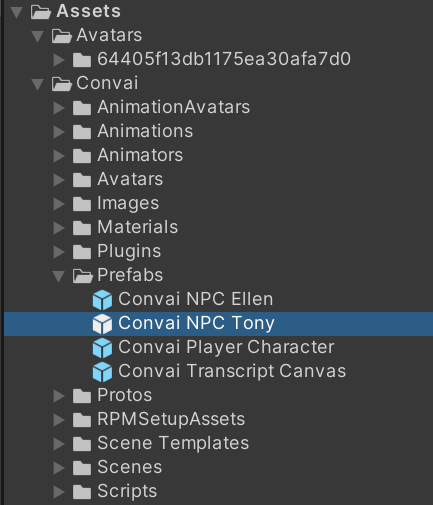 Assets
Avatars
64405f13db1175ea30afa7d0
Convai
AnimationAvatars
Animations
Animators
Avatars
Images
Materials
Plugins
Prefabs
Convai NPC Ellen
Convai NPC Tony
Convai Player Character
Convai Transcript Canvas
Protos
RPMSetupAssets
Scene Templates
Scenes
Scripts